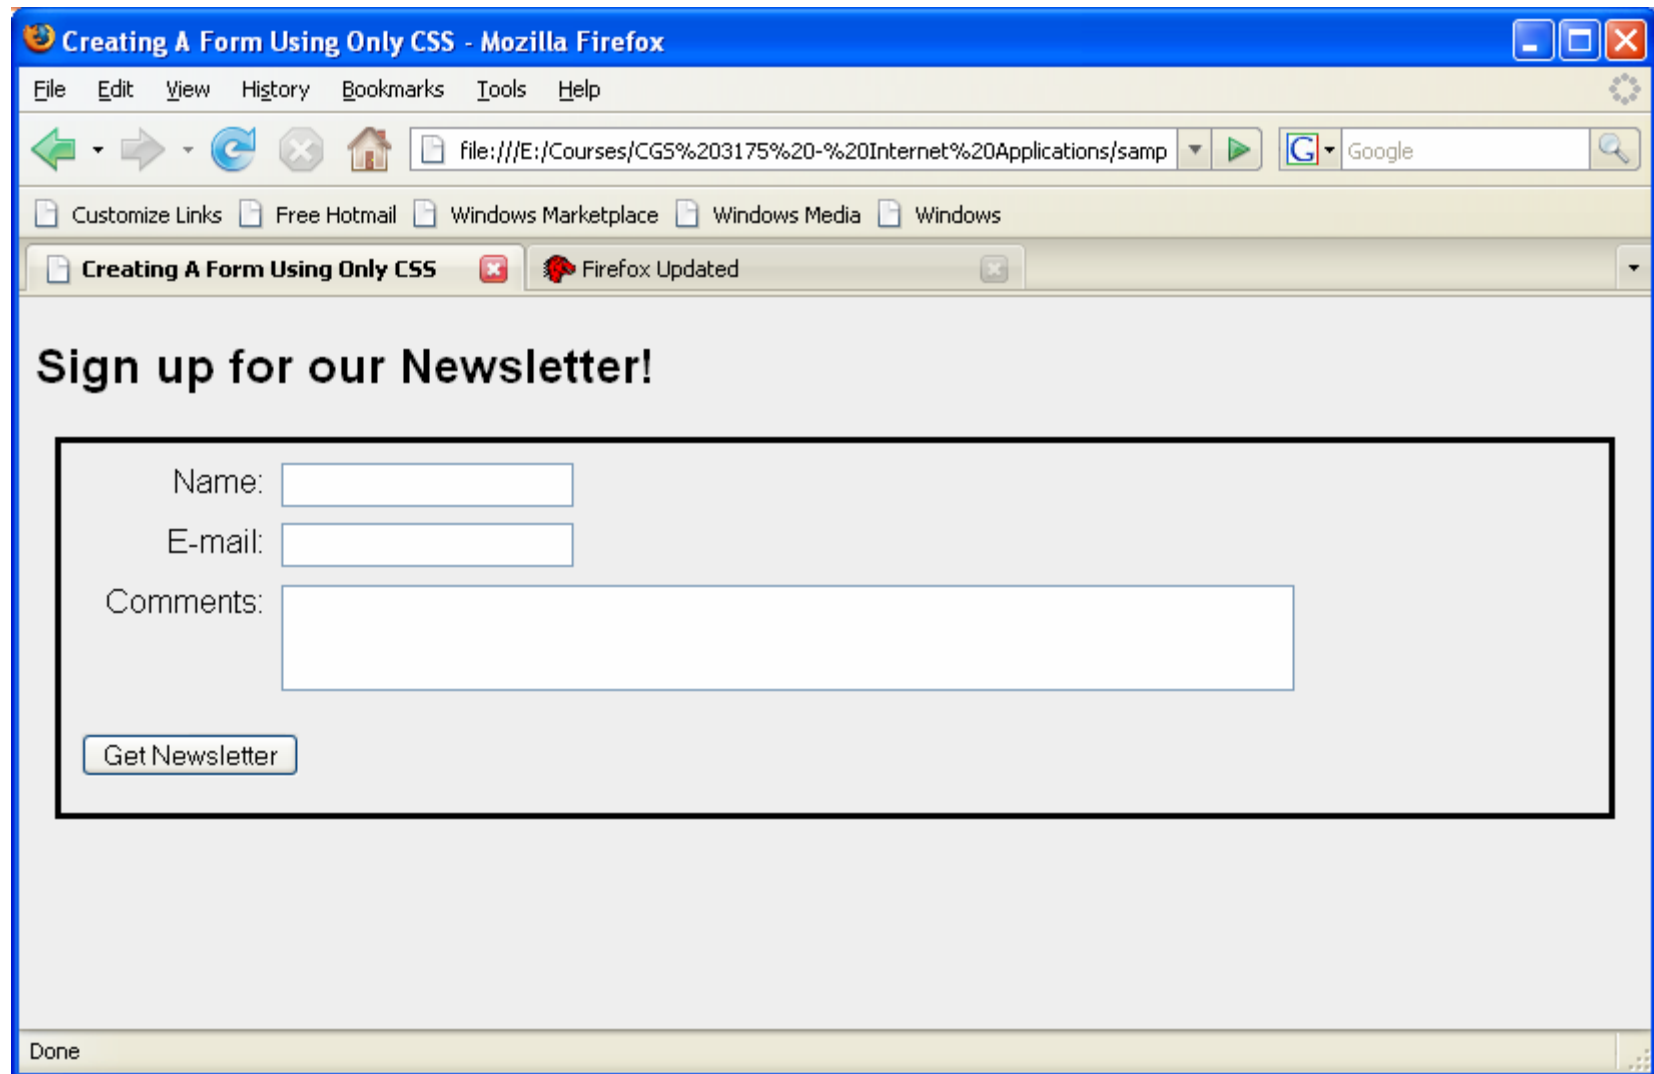 Creating A Form Using Only CSS - Mozilla Firefox
File Edit View History Bookmarks Tools Help
file:///E:/Courses/CGS%203175%20-%20Internet%20Applications/samp G Google
Customize Links Free Hotmail Windows Marketplace Windows Media Windows
Creating A Form Using Only CSS Firefox Updated
Sign up for our Newsletter!
Name:
E-mail:
Comments:
Get Newsletter
Done